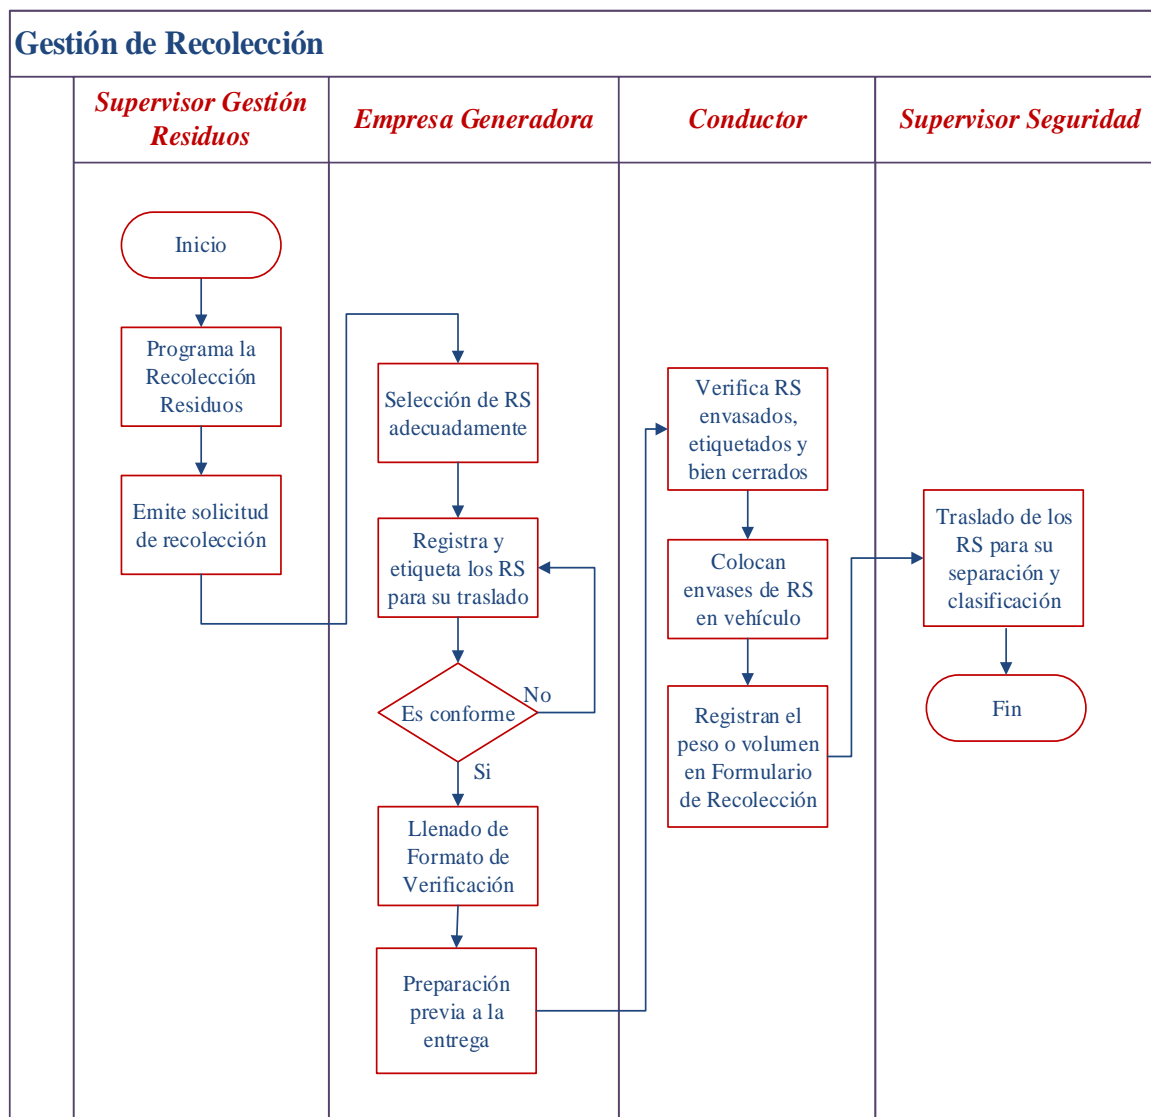 Gestión de Recolección
Supervisor Gestión
Residuos
Empresa Generadora
Conductor
Supervisor Seguridad
Inicio
Programa la
Recolección
Residuos
Emite solicitud
de recolección
Selección de RS
adecuadamente
Registra y
etiqueta los RS
para su traslado
Es conforme
No
Si
Llenado de
Formato de
Verificación
Preparación
previa a la
entrega
Verifica RS
envasados,
etiquetados y
bien cerrados
Colocan
envases de RS
en vehículo
Registran el
peso o volumen
en Formulario
de Recolección
Traslado de los
RS para su
separación y
clasificación
Fin